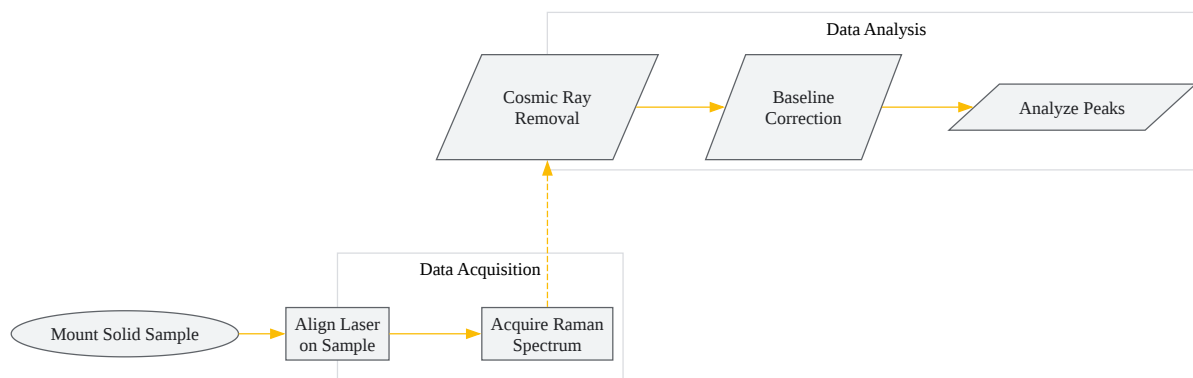 Data Analysis
Cosmic Ray
Removal
Baseline
Correction
Analyze Peaks
Data Acquisition
Mount Solid Sample
Align Laser
on Sample
Acquire Raman
Spectrum